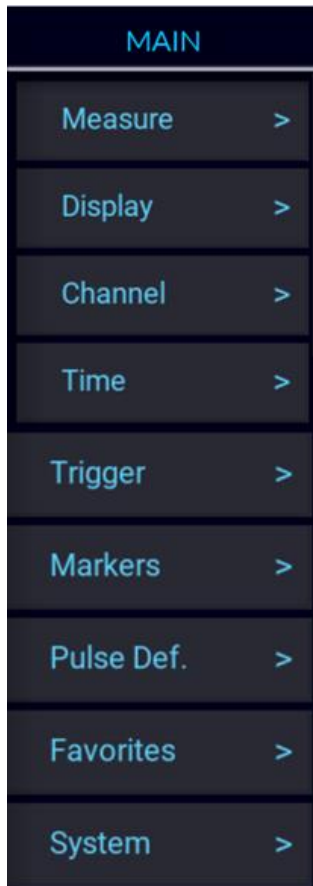 MAIN
Measure >
Display >
Channel >
Time >
Trigger >
Markers >
Pulse Def. >
Favorites >
System >